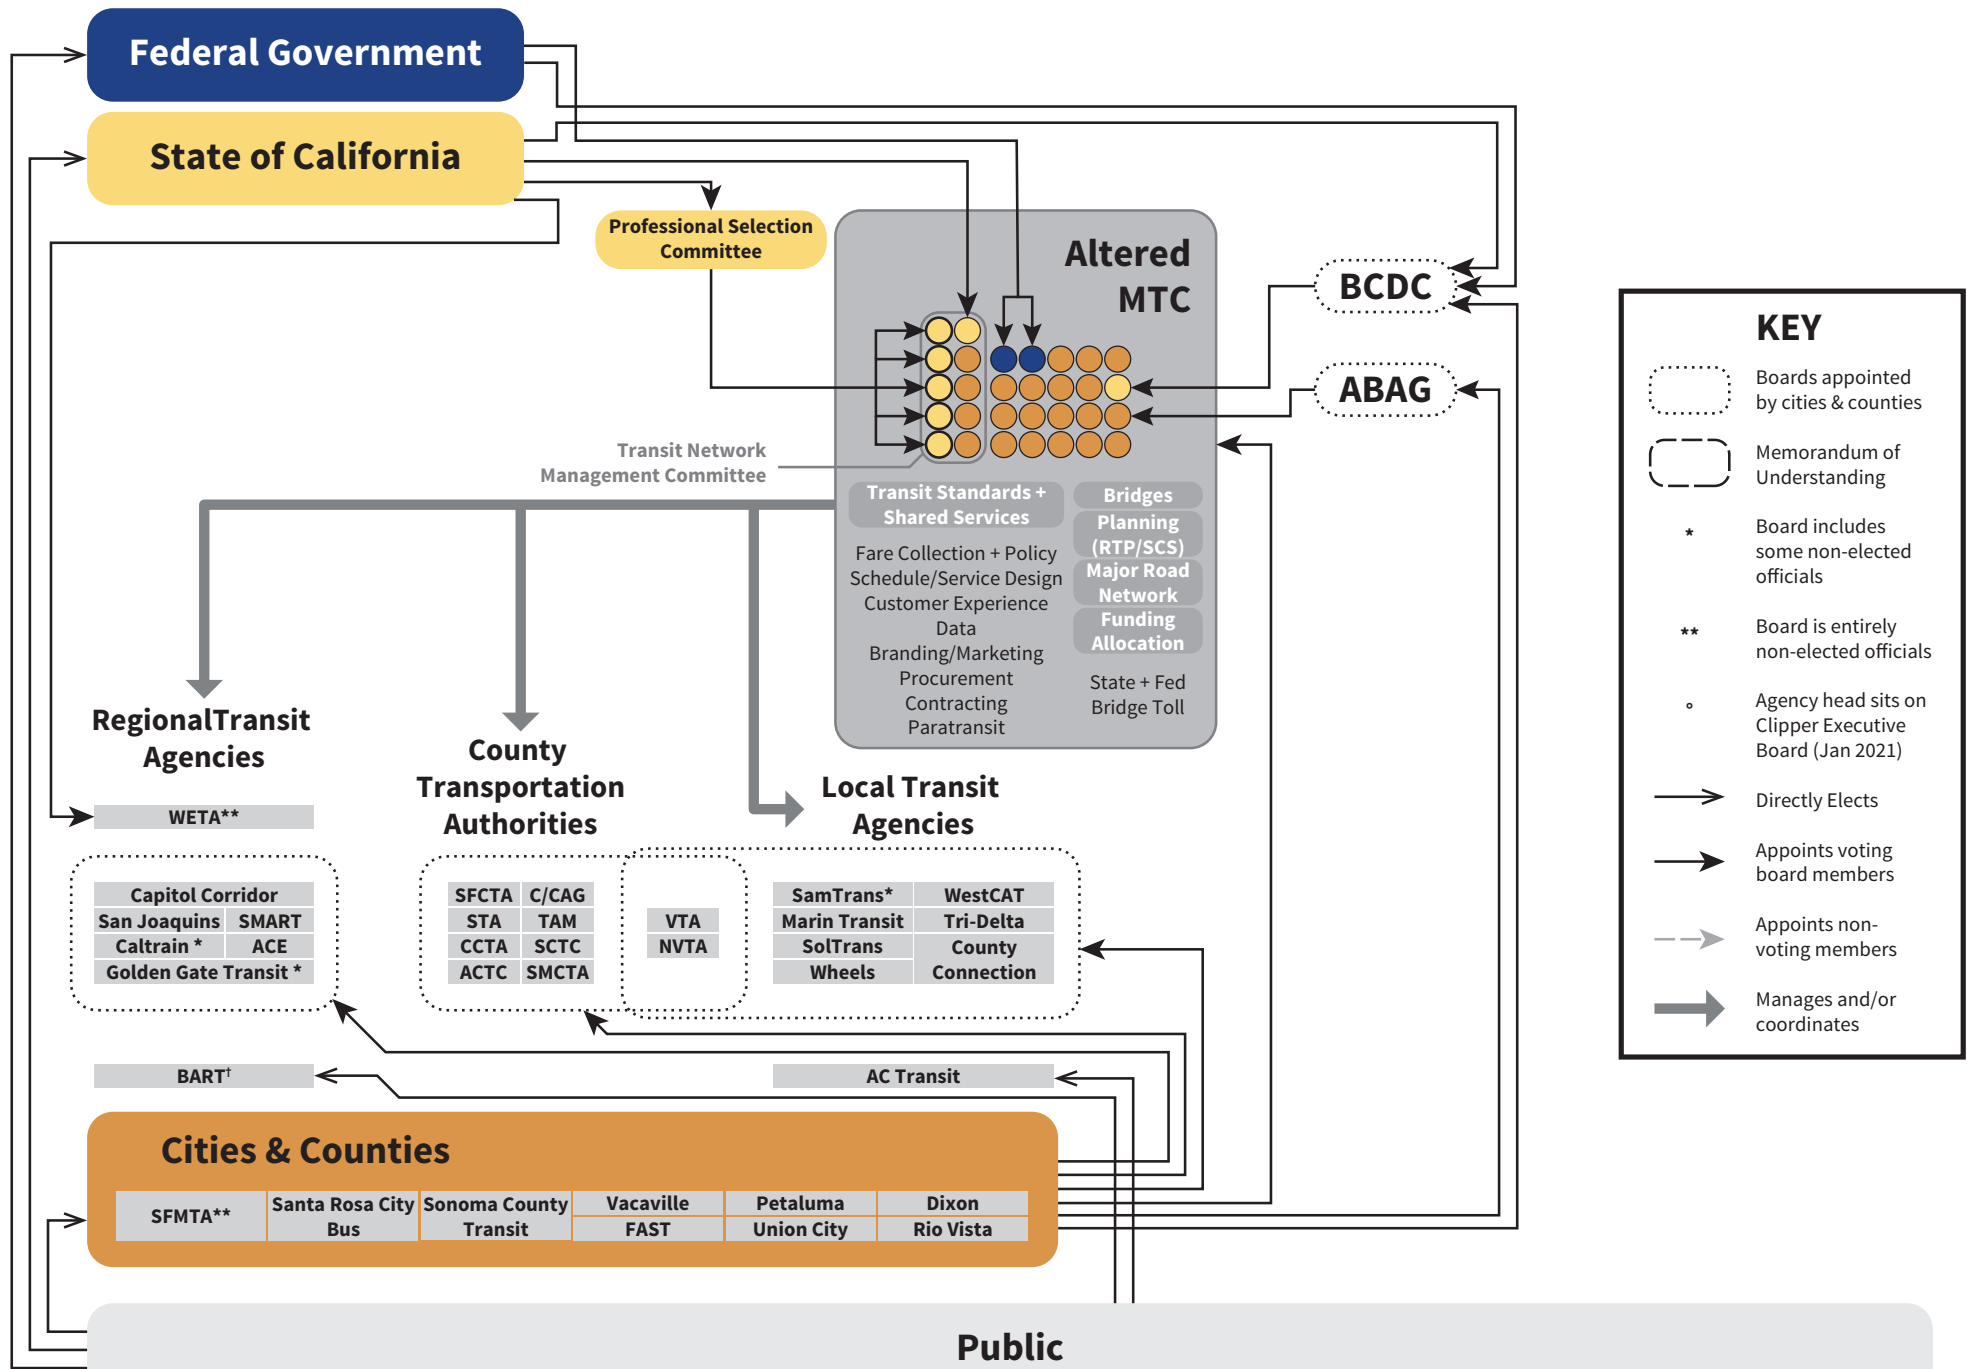 Federal Government
State of California
Professional Selection
Committee
Altered
MTC
BCDC
ABAG
Transit Network
Management Committee
Transit Standards +
Shared Services
Fare Collection + Policy
Schedule/Service Design
Customer Experience
Data
Branding/Marketing
Procurement
Contracting
Paratransit
Bridges
Planning
(RTP/SCS)
Major Road
Network
Funding
Allocation
State + Fed
Bridge Toll
RegionalTransit
Agencies
WETA**
Capitol Corridor
San Joaquins SMART
Caltrain * ACE
Golden Gate Transit *
BART†
County
Transportation
Authorities
SFCTA C/CAG
STA TAM
CCTA SCTC
ACTC SMCTA
VTA
NVTA
Local Transit
Agencies
SamTrans* WestCAT
Marin Transit Tri-Delta
SolTrans County
Wheels Connection
AC Transit
Cities & Counties
SFMTA**
Santa Rosa City
Bus
Sonoma County
Transit
Vacaville
FAST
Petaluma
Union City
Dixon
Rio Vista
Public
KEY
Boards appointed
by cities & counties
Memorandum of
Understanding
* Board includes
some non-elected
officials
** Board is entirely
non-elected officials
° Agency head sits on
Clipper Executive
Board (Jan 2021)
Directly Elects
Appoints voting
board members
Appoints non-
voting members
Manages and/or
coordinates